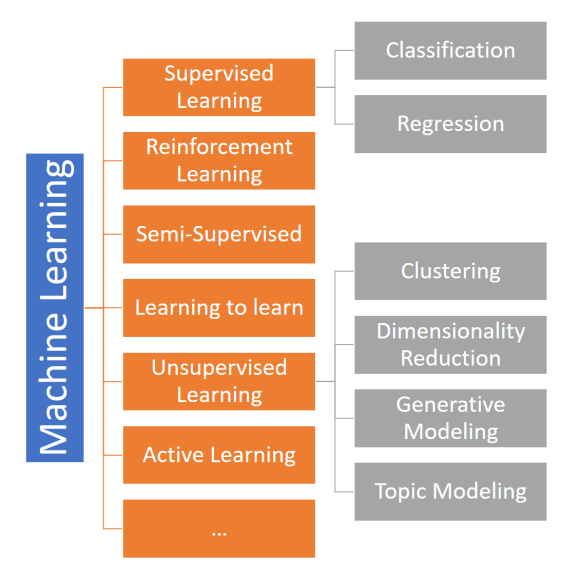 Machine Learning
Supervised
Learning
Classification
Regression
Reinforcement
Learning
Semi-Supervised
Learning to learn
Unsupervised
Learning
Clustering
Dimensionality
Reduction
Generative
Modeling
Topic Modeling
Active Learning
...